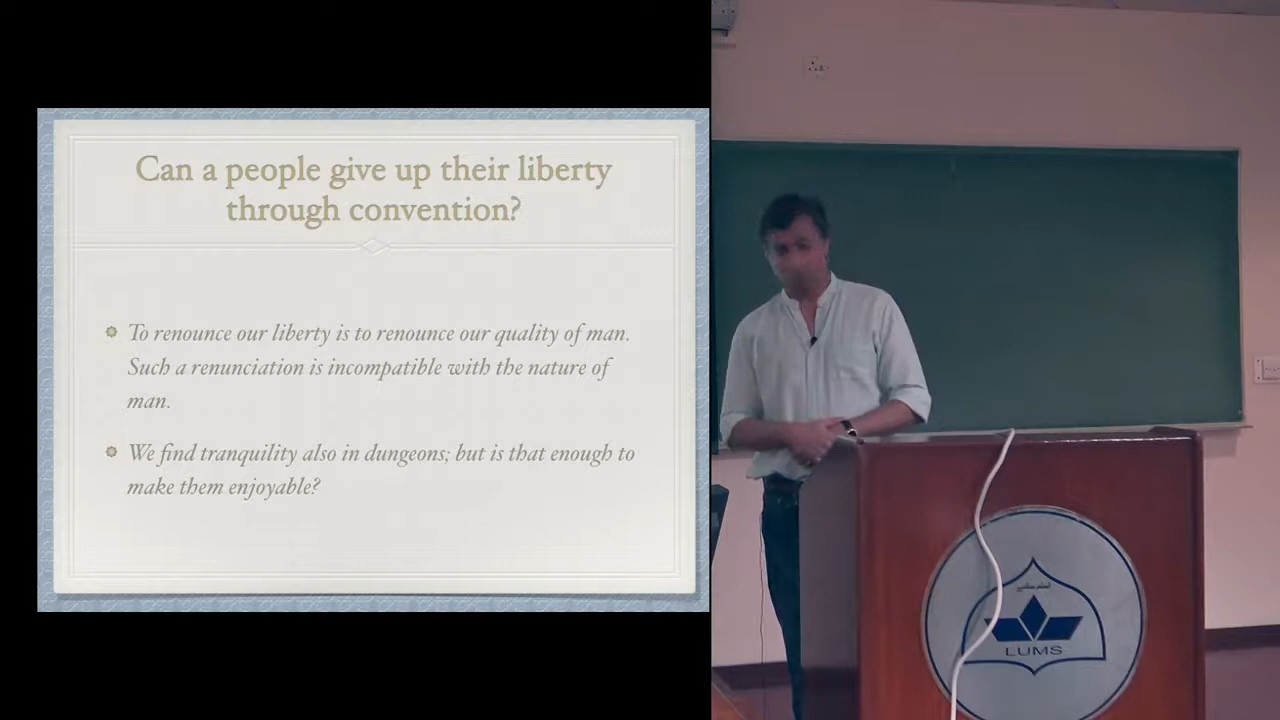 Can a people give up their liberty
through convention?
To renounce our liberty is to renounce our quality of man.
Such a renunciation is incompatible with the nature of
man.
We find tranquility also in dungeons; but is that enough to
make them enjoyable?
LUMS